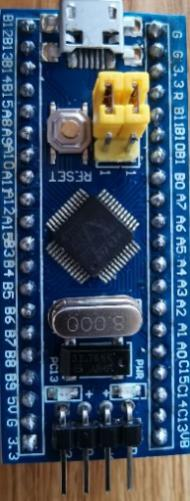 B12 B13 B14 B15 A8 A9 A10 A11 A12 A15 B3 B4 B5 B6 B7 B8 B9 5V G 3.3
G G 3.3 R B11 B10 B1 B0 A7 A6 A5 A4 A3 A2 A1 A0 C15 C14 C13 VB
RESET
1 1
8.000
PC13
PWR
+ +